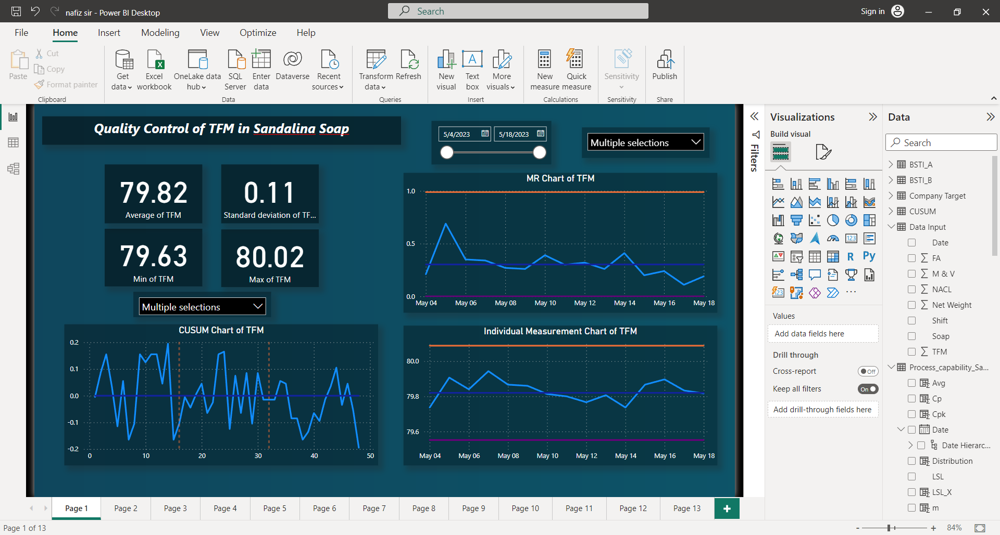 nafiz sir - Power BI Desktop
Search
Sign in
File Home Insert Modeling View Optimize Help
Paste
Cut
Copy
Format painter
Clipboard
Get data
Excel workbook
OneLake data hub
SQL Server
Enter data
Dataverse
Recent sources
Data
Transform data
Refresh
Queries
New visual
Text box
More visuals
Insert
New measure
Quick measure
Calculations
Sensitivity
Sensitivity
Publish
Share
Quality Control of TFM in Sandalina Soap
5/4/2023
5/18/2023
Multiple selections
79.82
Average of TFM
0.11
Standard deviation of TF...
79.63
Min of TFM
80.02
Max of TFM
Multiple selections
MR Chart of TFM
1.0
0.5
0.0
May 04 May 06 May 08 May 10 May 12 May 14 May 16 May 18
CUSUM Chart of TFM
0.2
0.1
0.0
-0.1
-0.2
0 10 20 30 40 50
Individual Measurement Chart of TFM
80.0
79.8
79.6
May 04 May 06 May 08 May 10 May 12 May 14 May 16 May 18
Filters
Visualizations
Build visual
123
R
Py
123
Values
Add data fields here
Drill through
Cross-report
Off
Keep all filters
On
Add drill-through fields here
Data
Search
BSTI_A
BSTI_B
Company Target
CUSUM
Data Input
Date
FA
M & V
NACL
Net Weight
Shift
Soap
TFM
Process_capability_Sa...
Avg
Cp
Cpk
Date
Date Hierarc...
Distribution
LSL
LSL_X
m
Page 1 Page 2 Page 3 Page 4 Page 5 Page 6 Page 7 Page 8 Page 9 Page 10 Page 11 Page 12 Page 13
Page 1 of 13
84%